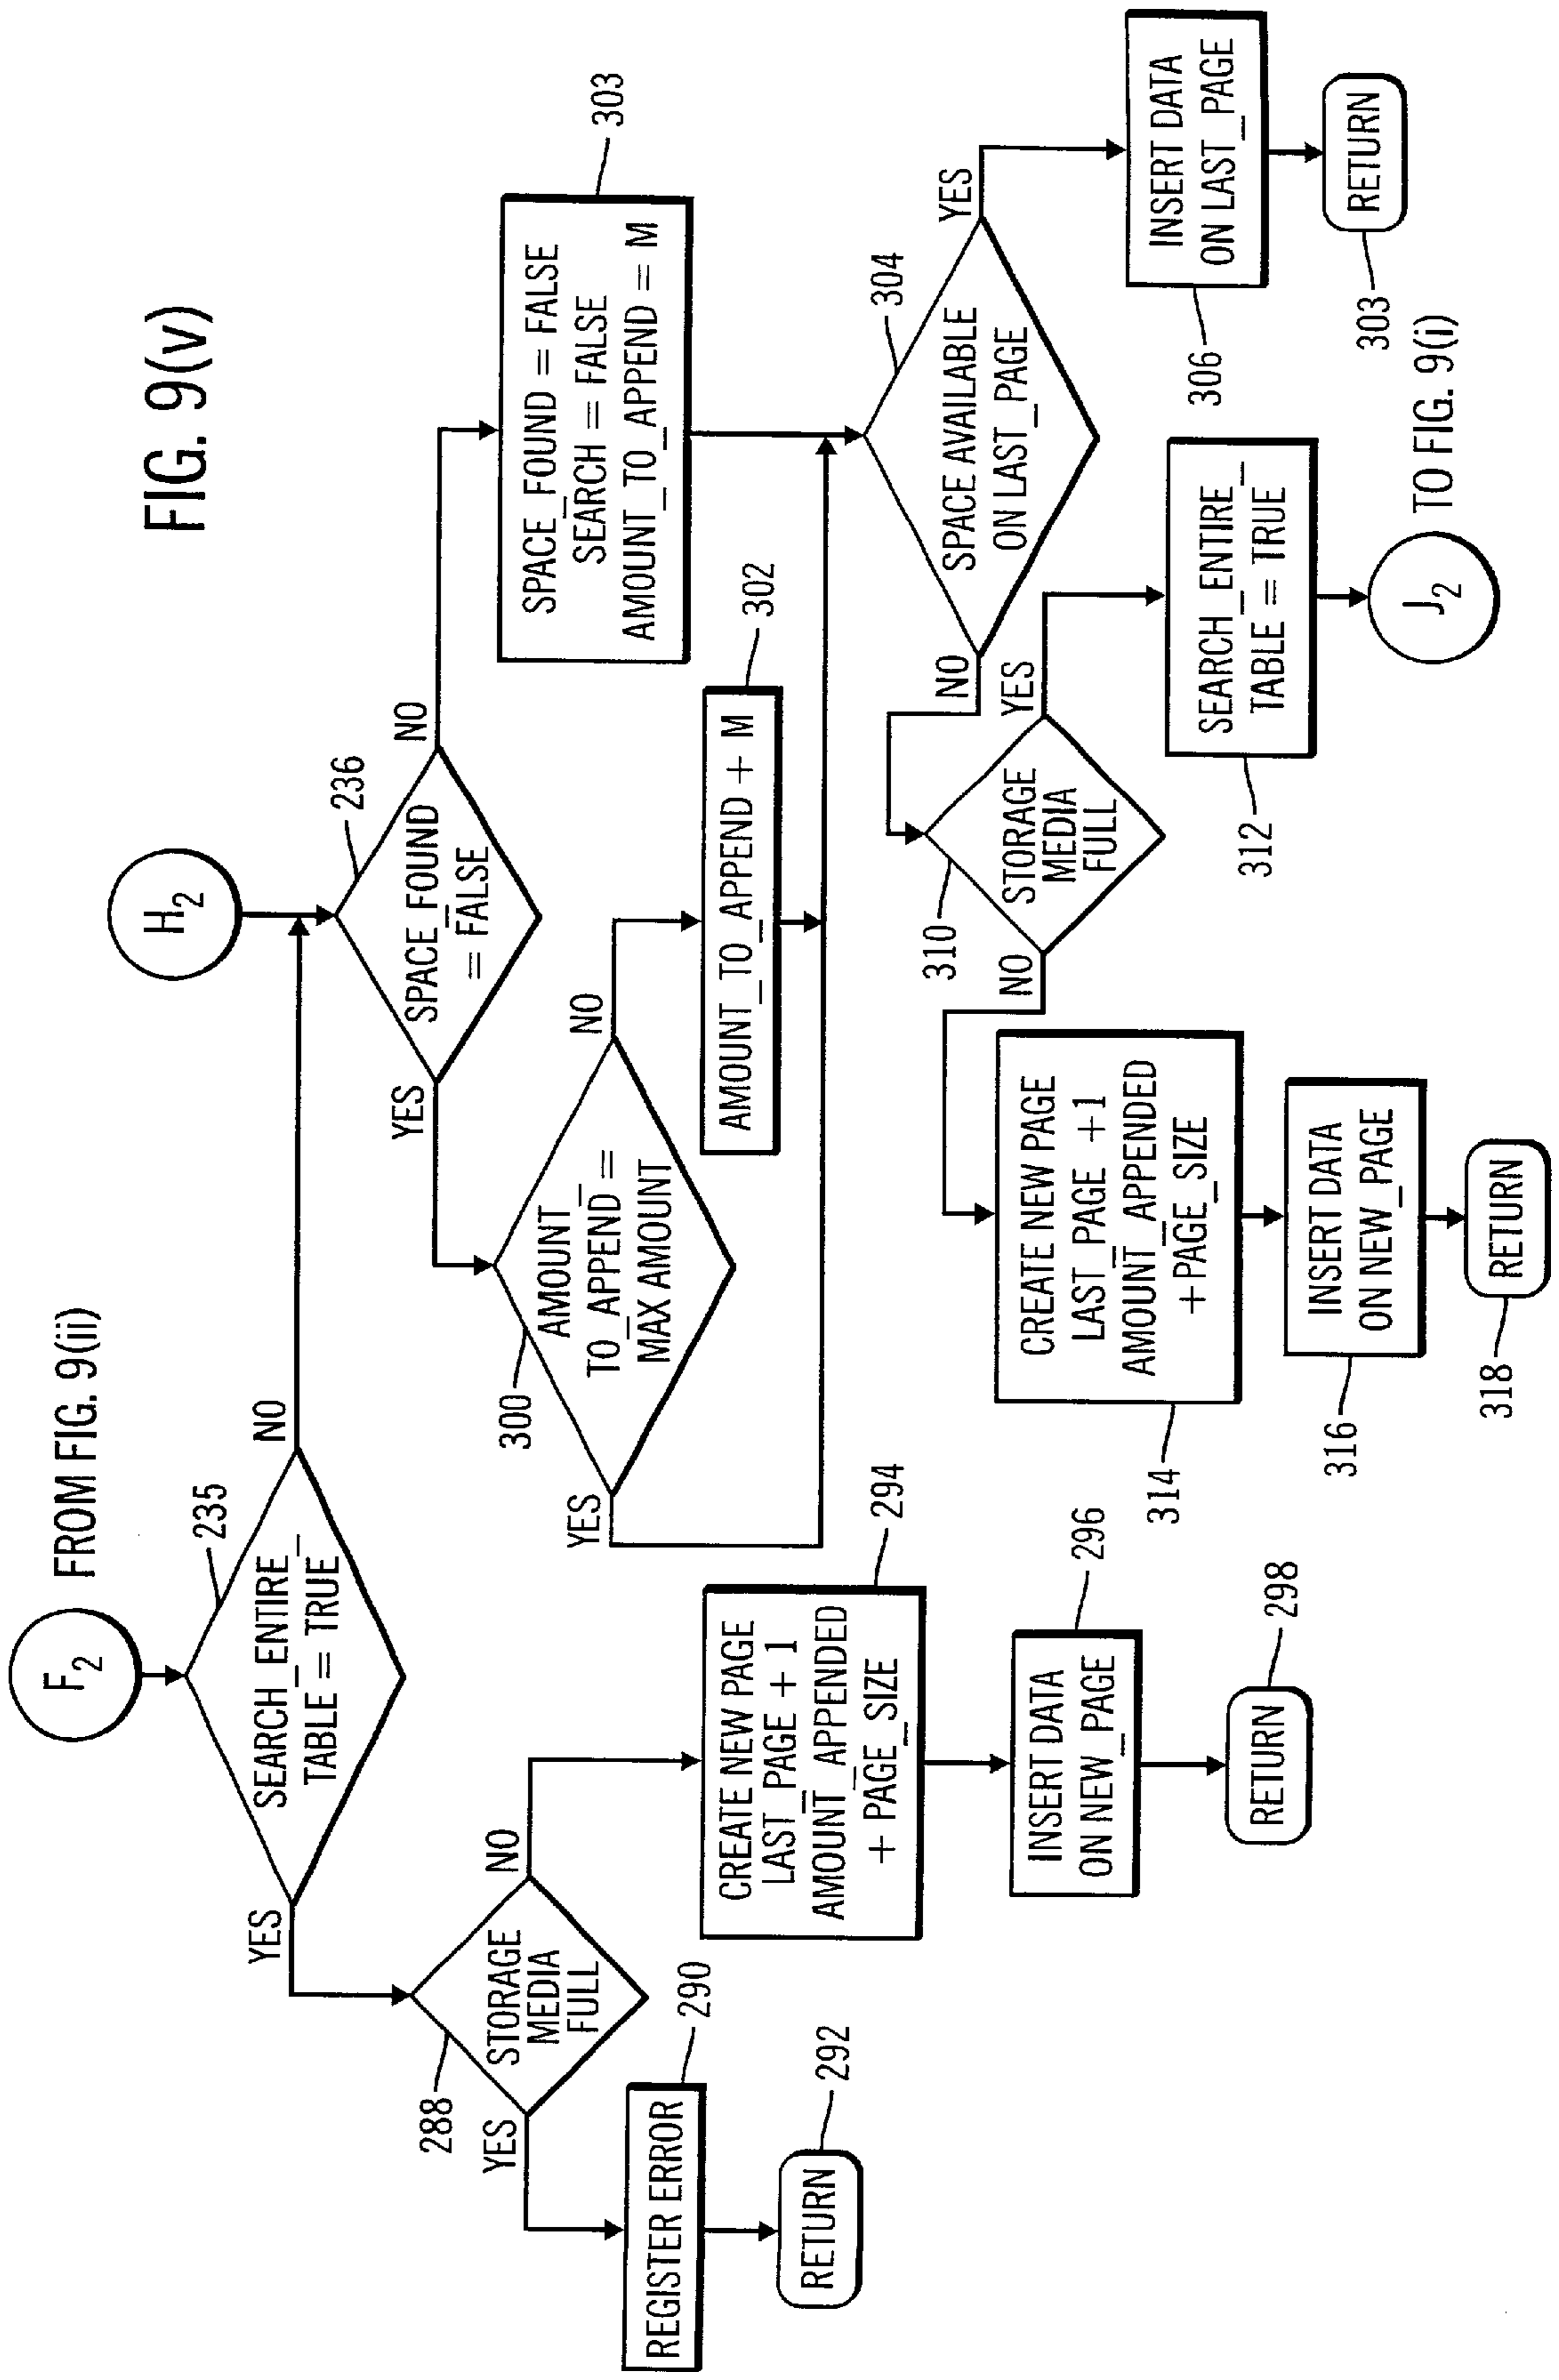 FIG. 9(v)
FROM FIG. 9(ii)
F2
SEARCH_ENTIRE_
TABLE = TRUE
235
YES
NO
H2
SPACE_FOUND
= FALSE
236
YES
NO
STORAGE
MEDIA
FULL
288
YES
NO
REGISTER ERROR
290
RETURN
292
CREATE NEW PAGE
LAST_PAGE + 1
AMOUNT_APPENDED
+ PAGE_SIZE
294
INSERT DATA
ON NEW_PAGE
296
RETURN
298
AMOUNT_
TO_APPEND =
MAX AMOUNT
300
YES
NO
AMOUNT_TO_APPEND + M
302
SPACE_FOUND = FALSE
SEARCH = FALSE
AMOUNT_TO_APPEND = M
303
SPACE AVAILABLE
ON LAST_PAGE
304
NO
YES
INSERT DATA
ON LAST_PAGE
306
RETURN
303
STORAGE
MEDIA
FULL
310
NO
YES
SEARCH_ENTIRE_
TABLE = TRUE
312
J2
TO FIG. 9(i)
CREATE NEW PAGE
LAST_PAGE +1
AMOUNT_APPENDED
+PAGE_SIZE
314
INSERT DATA
ON NEW_PAGE
316
RETURN
318